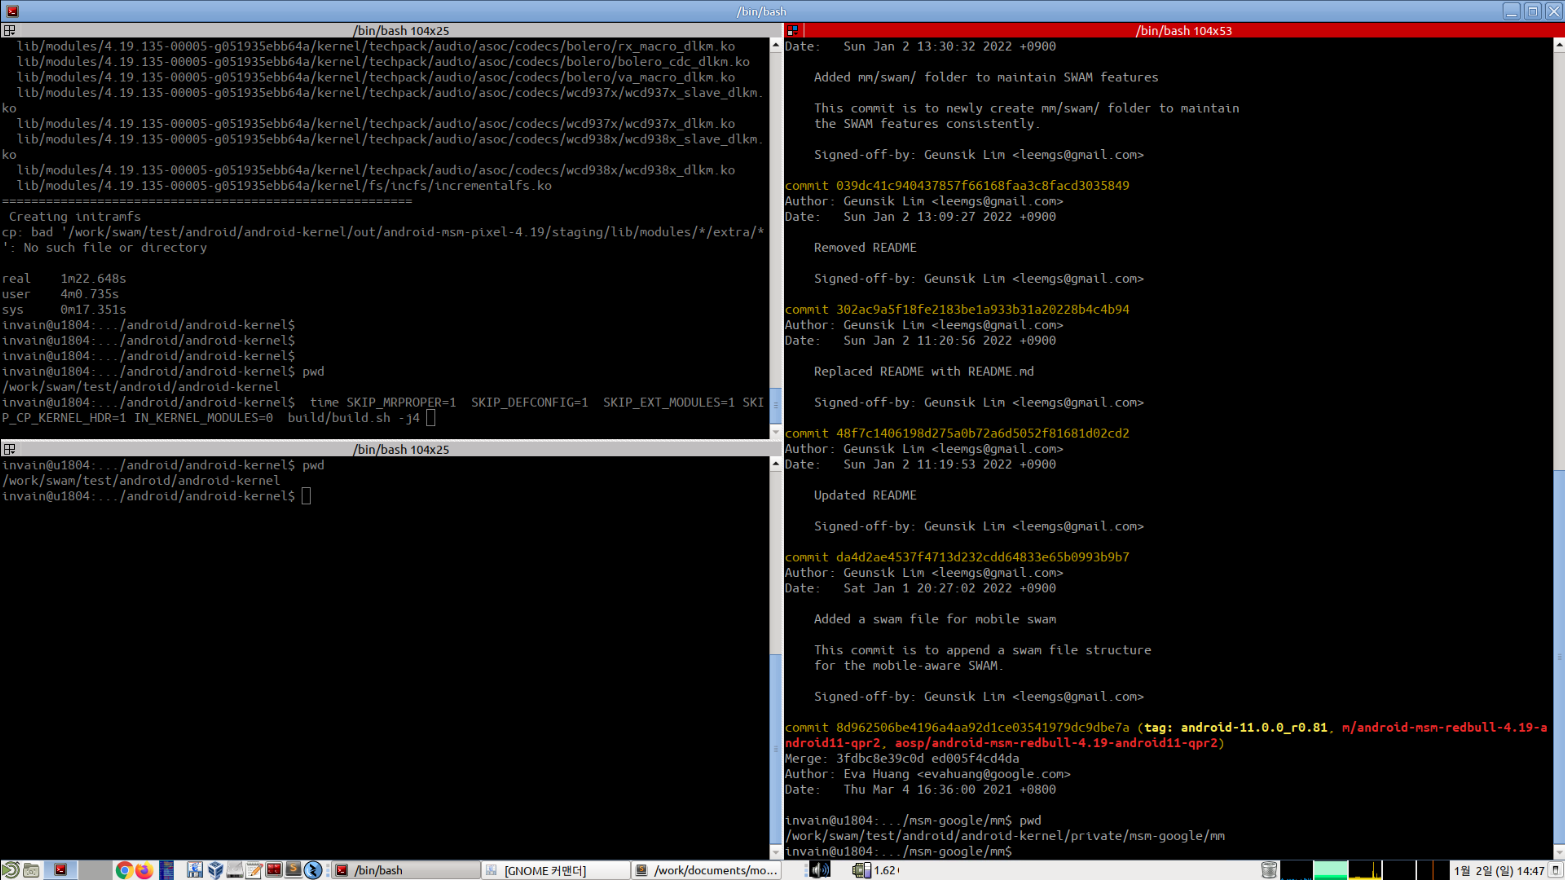 /bin/bash
/bin/bash 104x25
lib/modules/4.19.135-00005-g051935ebb64a/kernel/techpack/audio/asoc/codecs/bolero/rx_macro_dlkm.ko
lib/modules/4.19.135-00005-g051935ebb64a/kernel/techpack/audio/asoc/codecs/bolero/bolero_cdc_dlkm.ko
lib/modules/4.19.135-00005-g051935ebb64a/kernel/techpack/audio/asoc/codecs/bolero/va_macro_dlkm.ko
lib/modules/4.19.135-00005-g051935ebb64a/kernel/techpack/audio/asoc/codecs/wcd937x/wcd937x_slave_dlkm.
ko
lib/modules/4.19.135-00005-g051935ebb64a/kernel/techpack/audio/asoc/codecs/wcd937x/wcd937x_dlkm.ko
lib/modules/4.19.135-00005-g051935ebb64a/kernel/techpack/audio/asoc/codecs/wcd938x/wcd938x_slave_dlkm.
ko
lib/modules/4.19.135-00005-g051935ebb64a/kernel/techpack/audio/asoc/codecs/wcd938x/wcd938x_dlkm.ko
lib/modules/4.19.135-00005-g051935ebb64a/kernel/fs/incfs/incrementalfs.ko
========================================================
Creating initramfs
cp: bad '/work/swam/test/android/android-kernel/out/android-msm-pixel-4.19/staging/lib/modules/*/extra/*
': No such file or directory
real 1m22.648s
user 4m0.735s
sys 0m17.351s
invain@u1804:.../android/android-kernel$
invain@u1804:.../android/android-kernel$
invain@u1804:.../android/android-kernel$
invain@u1804:.../android/android-kernel$ pwd
/work/swam/test/android/android-kernel
invain@u1804:.../android/android-kernel$ time SKIP_MRPROPER=1 SKIP_DEFCONFIG=1 SKIP_EXT_MODULES=1 SKI
P_CP_KERNEL_HDR=1 IN_KERNEL_MODULES=0 build/build.sh -j4
/bin/bash 104x25
invain@u1804:.../android/android-kernel$ pwd
/work/swam/test/android/android-kernel
invain@u1804:.../android/android-kernel$
/bin/bash 104x53
Date: Sun Jan 2 13:30:32 2022 +0900
Added mm/swam/ folder to maintain SWAM features
This commit is to newly create mm/swam/ folder to maintain
the SWAM features consistently.
Signed-off-by: Geunsik Lim <leemgs@gmail.com>
commit 039dc41c940437857f66168faa3c8facd3035849
Author: Geunsik Lim <leemgs@gmail.com>
Date: Sun Jan 2 13:09:27 2022 +0900
Removed README
Signed-off-by: Geunsik Lim <leemgs@gmail.com>
commit 302ac9a5f18fe2183be1a933b31a20228b4c4b94
Author: Geunsik Lim <leemgs@gmail.com>
Date: Sun Jan 2 11:20:56 2022 +0900
Replaced README with README.md
Signed-off-by: Geunsik Lim <leemgs@gmail.com>
commit 48f7c1406198d275a0b72a6d5052f81681d02cd2
Author: Geunsik Lim <leemgs@gmail.com>
Date: Sun Jan 2 11:19:53 2022 +0900
Updated README
Signed-off-by: Geunsik Lim <leemgs@gmail.com>
commit da4d2ae4537f4713d232cdd64833e65b0993b9b7
Author: Geunsik Lim <leemgs@gmail.com>
Date: Sat Jan 1 20:27:02 2022 +0900
Added a swam file for mobile swam
This commit is to append a swam file structure
for the mobile-aware SWAM.
Signed-off-by: Geunsik Lim <leemgs@gmail.com>
commit 8d962506be4196a4aa92d1ce03541979dc9dbe7a (tag: android-11.0.0_r0.81, m/android-msm-redbull-4.19-a
ndroid11-qpr2, aosp/android-msm-redbull-4.19-android11-qpr2)
Merge: 3fdbc8e39c0d ed005f4cd4da
Author: Eva Huang <evahuang@google.com>
Date: Thu Mar 4 16:36:00 2021 +0800
invain@u1804:.../msm-google/mm$ pwd
/work/swam/test/android/android-kernel/private/msm-google/mm
invain@u1804:.../msm-google/mm$
/bin/bash
[GNOME 커맨더]
/work/documents/mo...
1.62
1월 2일 (일) 14:47